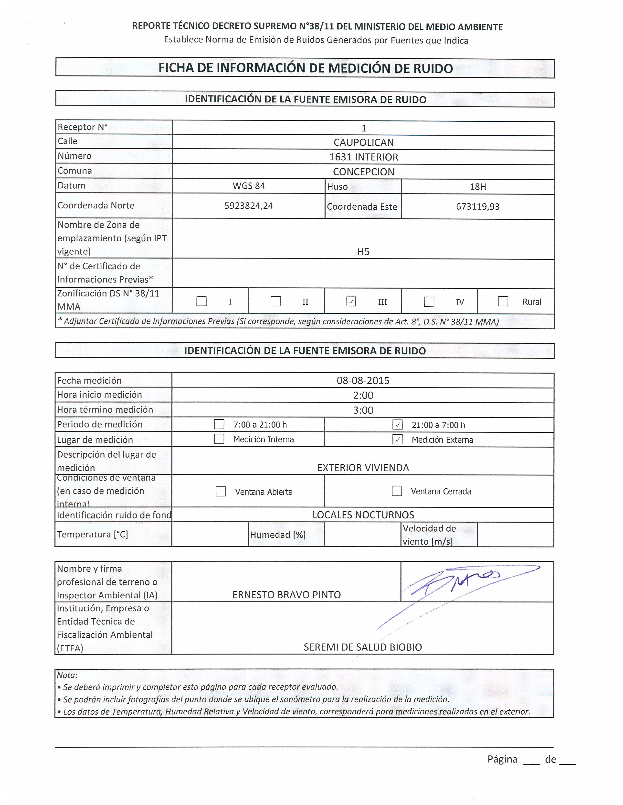 REPORTE TÉCNICO DECRETO SUPREMO N°38/11 DEL MINISTERIO DEL MEDIO AMBIENTE
Establece Norma de Emisión de Ruidos Generados por Fuentes que Indica
FICHA DE INFORMACIÓN DE MEDICIÓN DE RUIDO
IDENTIFICACIÓN DE LA FUENTE EMISORA DE RUIDO
Receptor N° 1
Calle CAUPOLICAN
Número 1631 INTERIOR
Comuna CONCEPCION
Datum WGS 84 Huso 18H
Coordenada Norte 5923824,24 Coordenada Este 673119,93
Nombre de Zona de
emplazamiento (según IPT
vigente) H5
N° de Certificado de
Informaciones Previas*
Zonificación DS N° 38/11
MMA I II ✓ III IV Rural
* Adjuntar Certificado de Informaciones Previas (Si corresponde, según consideraciones de Art. 8°, D.S. N° 38/11 MMA)
IDENTIFICACIÓN DE LA FUENTE EMISORA DE RUIDO
Fecha medición 08-08-2015
Hora inicio medición 2:00
Hora término medición 3:00
Periodo de medición 7:00 a 21:00 h ✓ 21:00 a 7:00 h
Lugar de medición Medición Interna ✓ Medición Externa
Descripción del lugar de
medición EXTERIOR VIVIENDA
Condiciones de ventana
(en caso de medición
interna) Ventana Abierta Ventana Cerrada
Identificación ruido de fond LOCALES NOCTURNOS
Temperatura [°C] Humedad [%] Velocidad de
viento [m/s]
Nombre y firma
profesional de terreno o
Inspector Ambiental (IA) ERNESTO BRAVO PINTO
Institución, Empresa o
Entidad Técnica de
Fiscalización Ambiental
(ETFA) SEREMI DE SALUD BIOBIO
Nota:
• Se deberá imprimir y completar esta página para cada receptor evaluado.
• Se podrán incluir fotografías del punto donde se ubique el sonómetro para la realización de la medición.
• Los datos de Temperatura, Humedad Relativa y Velocidad de viento, corresponderá para mediciones realizadas en el exterior.
Página ___ de ___